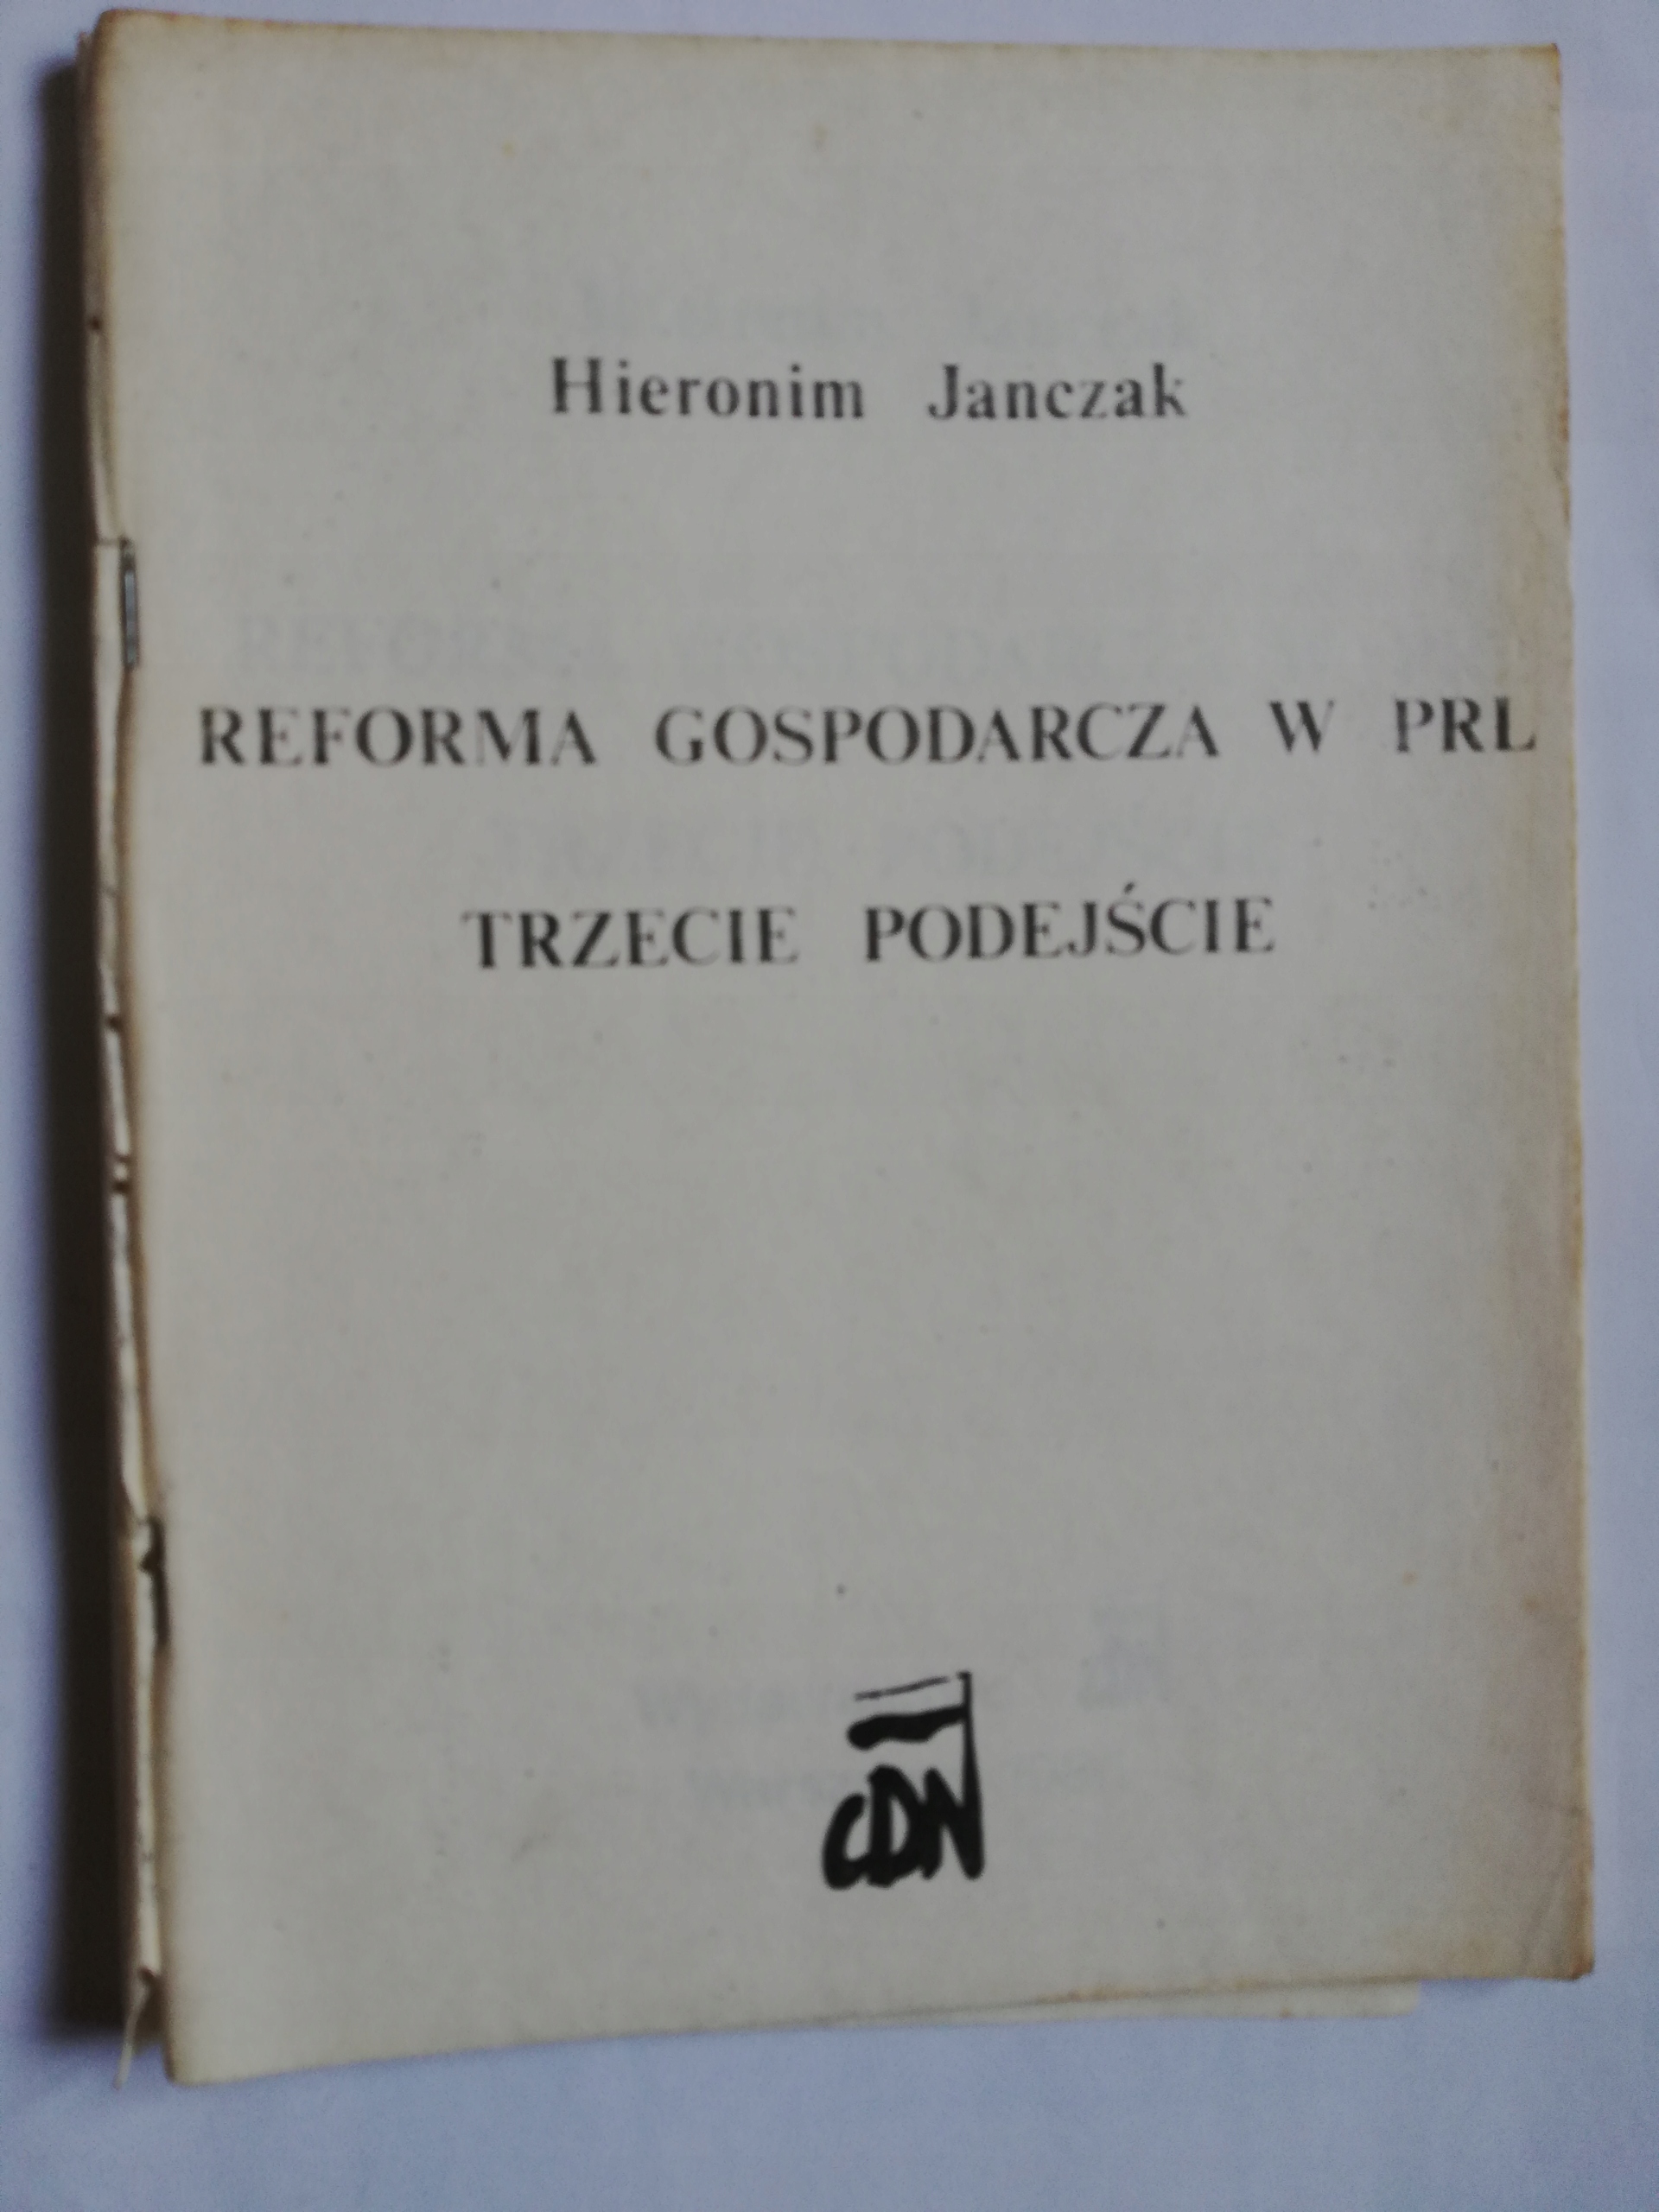 Hieronim Janczak
REFORMA GOSPODARCZA W PRL
TRZECIE PODEJŚCIE
CDN